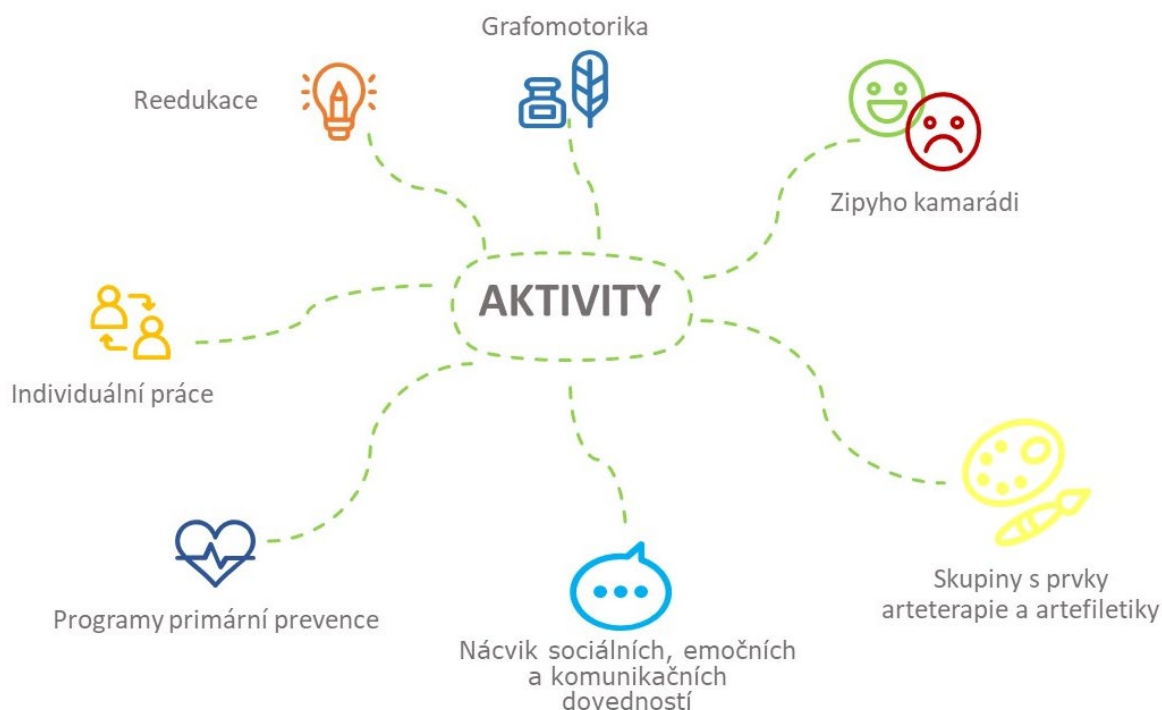 Grafomotorika
Reedukace
Zipyho kamarádi
AKTIVITY
Individuální práce
Programy primární prevence
Skupiny s prvky
arteterapie a artefiletiky
Nácvik sociálních, emočních
a komunikačních
dovedností